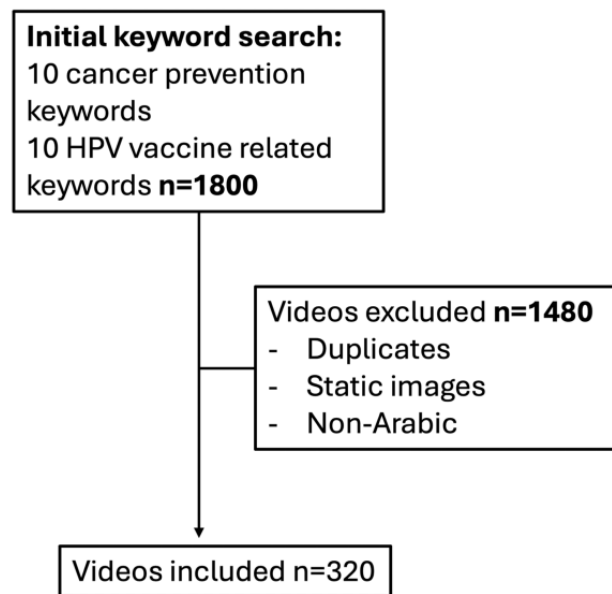 Initial keyword search:
10 cancer prevention
keywords
10 HPV vaccine related
keywords n=1800
Videos excluded n=1480
- Duplicates
- Static images
- Non-Arabic
Videos included n=320